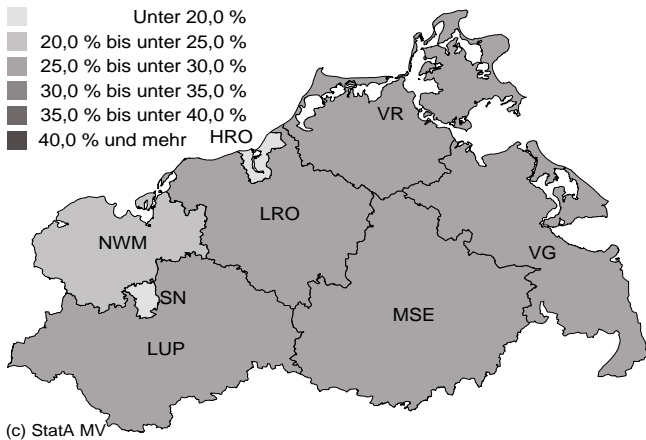 Unter 20,0 %
20,0 % bis unter 25,0 %
25,0 % bis unter 30,0 %
30,0 % bis unter 35,0 %
35,0 % bis unter 40,0 %
40,0 % und mehr
HRO
VR
LRO
NWM
VG
SN
MSE
LUP
(c) StatA MV